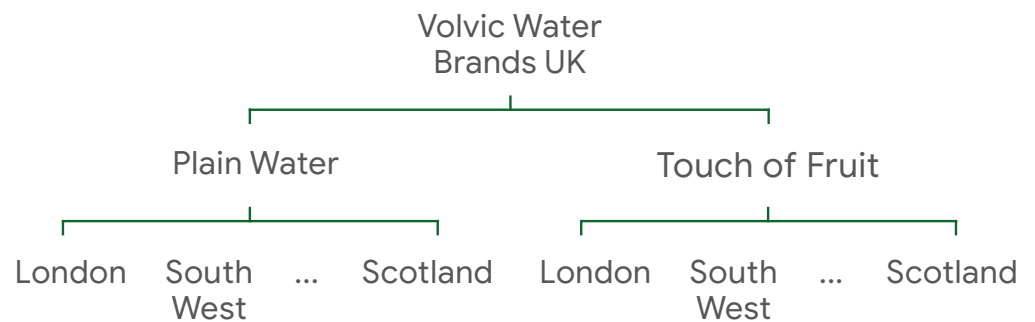 Volvic Water
Brands UK
Plain Water
Touch of Fruit
London
South
West
...
Scotland
London
South
West
...
Scotland